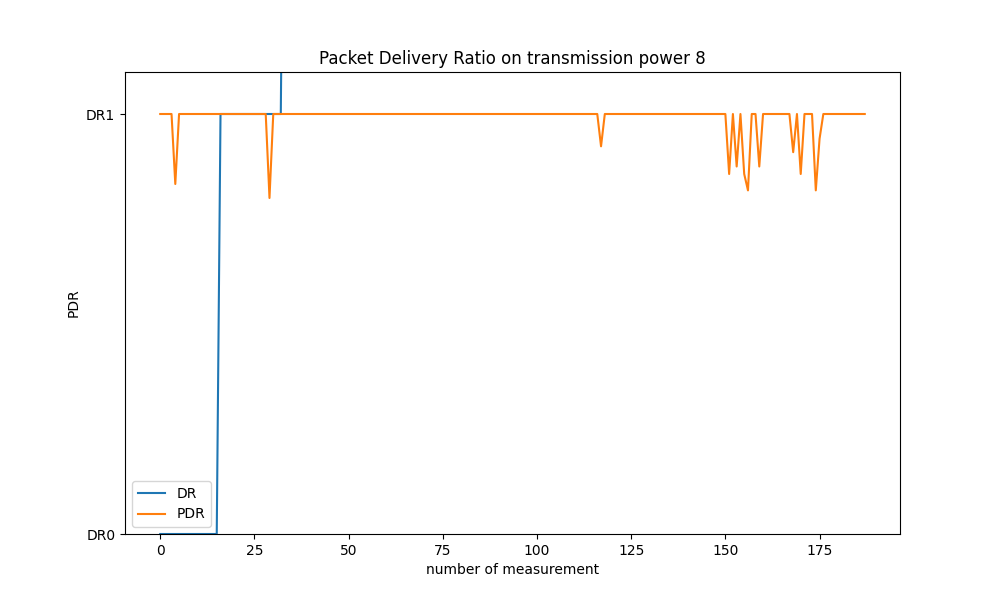 Packet Delivery Ratio on transmission power 8
DR1
PDR
DR0
DR
PDR
0 25 50 75 100 125 150 175
number of measurement